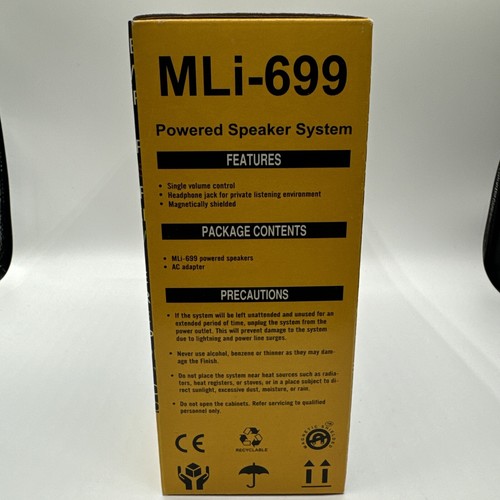 MLi-699
Powered Speaker System
FEATURES
• Single volume control
• Headphone jack for private listening environment
• Magnetically shielded
PACKAGE CONTENTS
• MLi-699 powered speakers
• AC adapter
PRECAUTIONS
• If the system will be left unattended and unused for an
extended period of time, unplug the system from the
power outlet. This will prevent damage to the system
due to lightning and power line surges.
• Never use alcohol, benzene or thinner as they may dam-
age the Finish.
• Do not place the system near heat sources such as radia-
tors, heat registers, or stoves, or in a place subject to di-
rect sunlight, excessive dust, moisture, or rain.
• Do not open the cabinets. Refer servicing to qualified
personnel only.
CE
RECYCLABLE